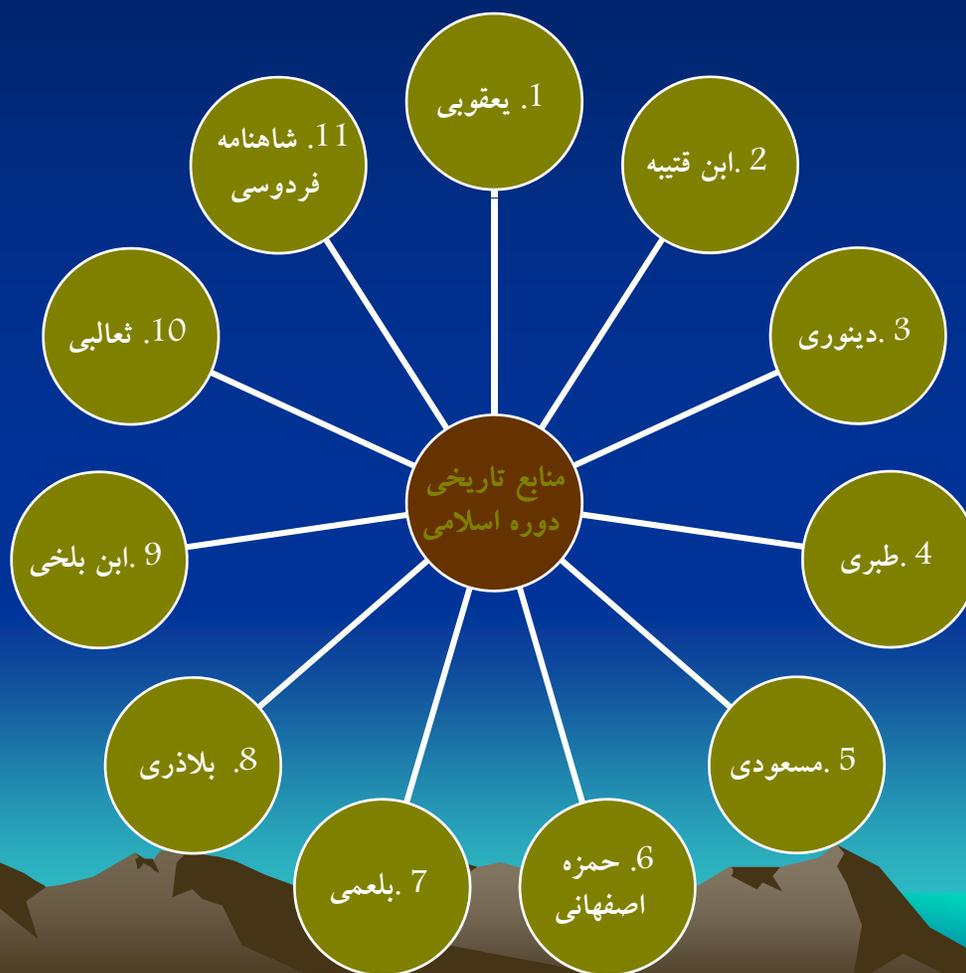 منابع تاریخی
دوره اسلامی
1. یعقوبی
2 .ابن قتیبه
3 .دینوری
4 .طبری
5 .مسعودی
6. حمزه
اصفهانی
7 .بلعمی
8. بلاذری
9 .ابن بلخی
10. ثعالبی
11. شاهنامه
فردوسی